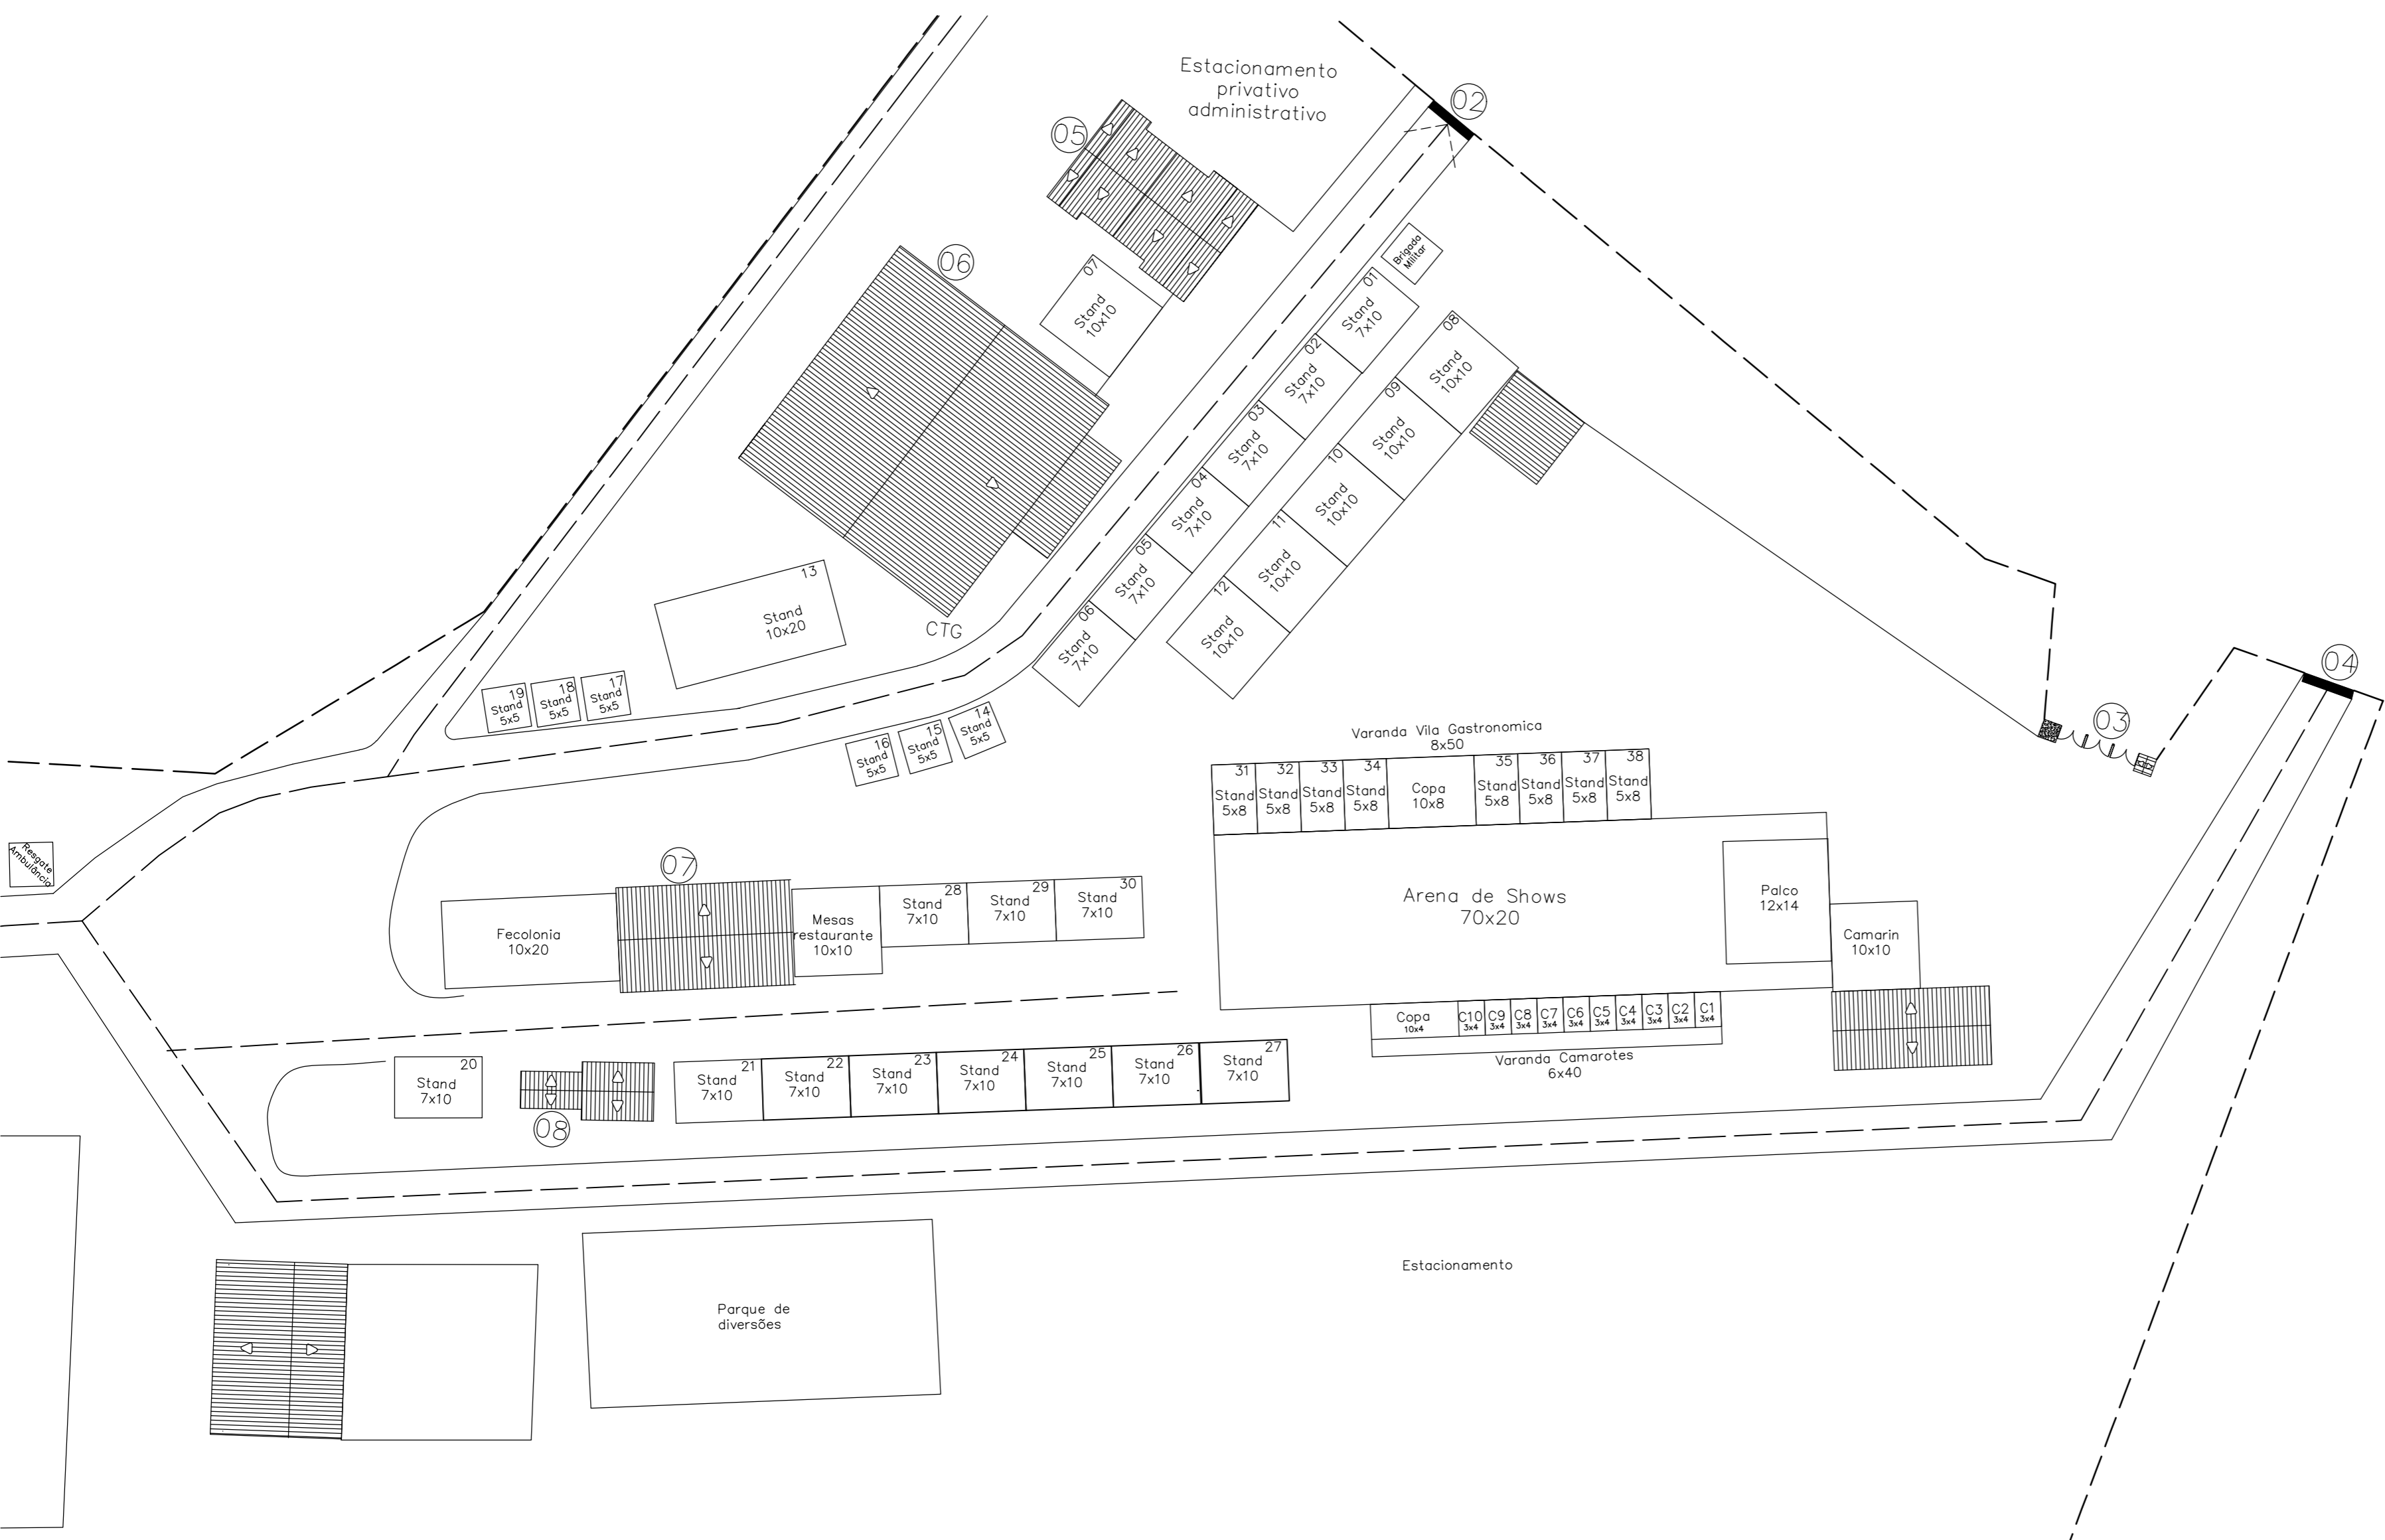 Estacionamento
privativo
administrativo
02
05
06
07
Stand
10x10
Brigada
Militar
01
Stand
7x10
02
Stand
7x10
03
Stand
7x10
04
Stand
7x10
05
Stand
7x10
06
Stand
7x10
08
Stand
10x10
09
Stand
10x10
10
Stand
10x10
11
Stand
10x10
12
Stand
10x10
13
Stand
10x20
CTG
19
Stand
5x5
18
Stand
5x5
17
Stand
5x5
16
Stand
5x5
15
Stand
5x5
14
Stand
5x5
04
03
Varanda Vila Gastronomica
8x50
31
Stand
5x8
32
Stand
5x8
33
Stand
5x8
34
Stand
5x8
Copa
10x8
35
Stand
5x8
36
Stand
5x8
37
Stand
5x8
38
Stand
5x8
Resgate
Ambulância
07
Fecolonia
10x20
Mesas
restaurante
10x10
28
Stand
7x10
29
Stand
7x10
30
Stand
7x10
Arena de Shows
70x20
Palco
12x14
Camarin
10x10
Copa
10x4
C10
3x4
C9
3x4
C8
3x4
C7
3x4
C6
3x4
C5
3x4
C4
3x4
C3
3x4
C2
3x4
C1
3x4
Varanda Camarotes
6x40
20
Stand
7x10
08
21
Stand
7x10
22
Stand
7x10
23
Stand
7x10
24
Stand
7x10
25
Stand
7x10
26
Stand
7x10
27
Stand
7x10
Estacionamento
Parque de
diversões